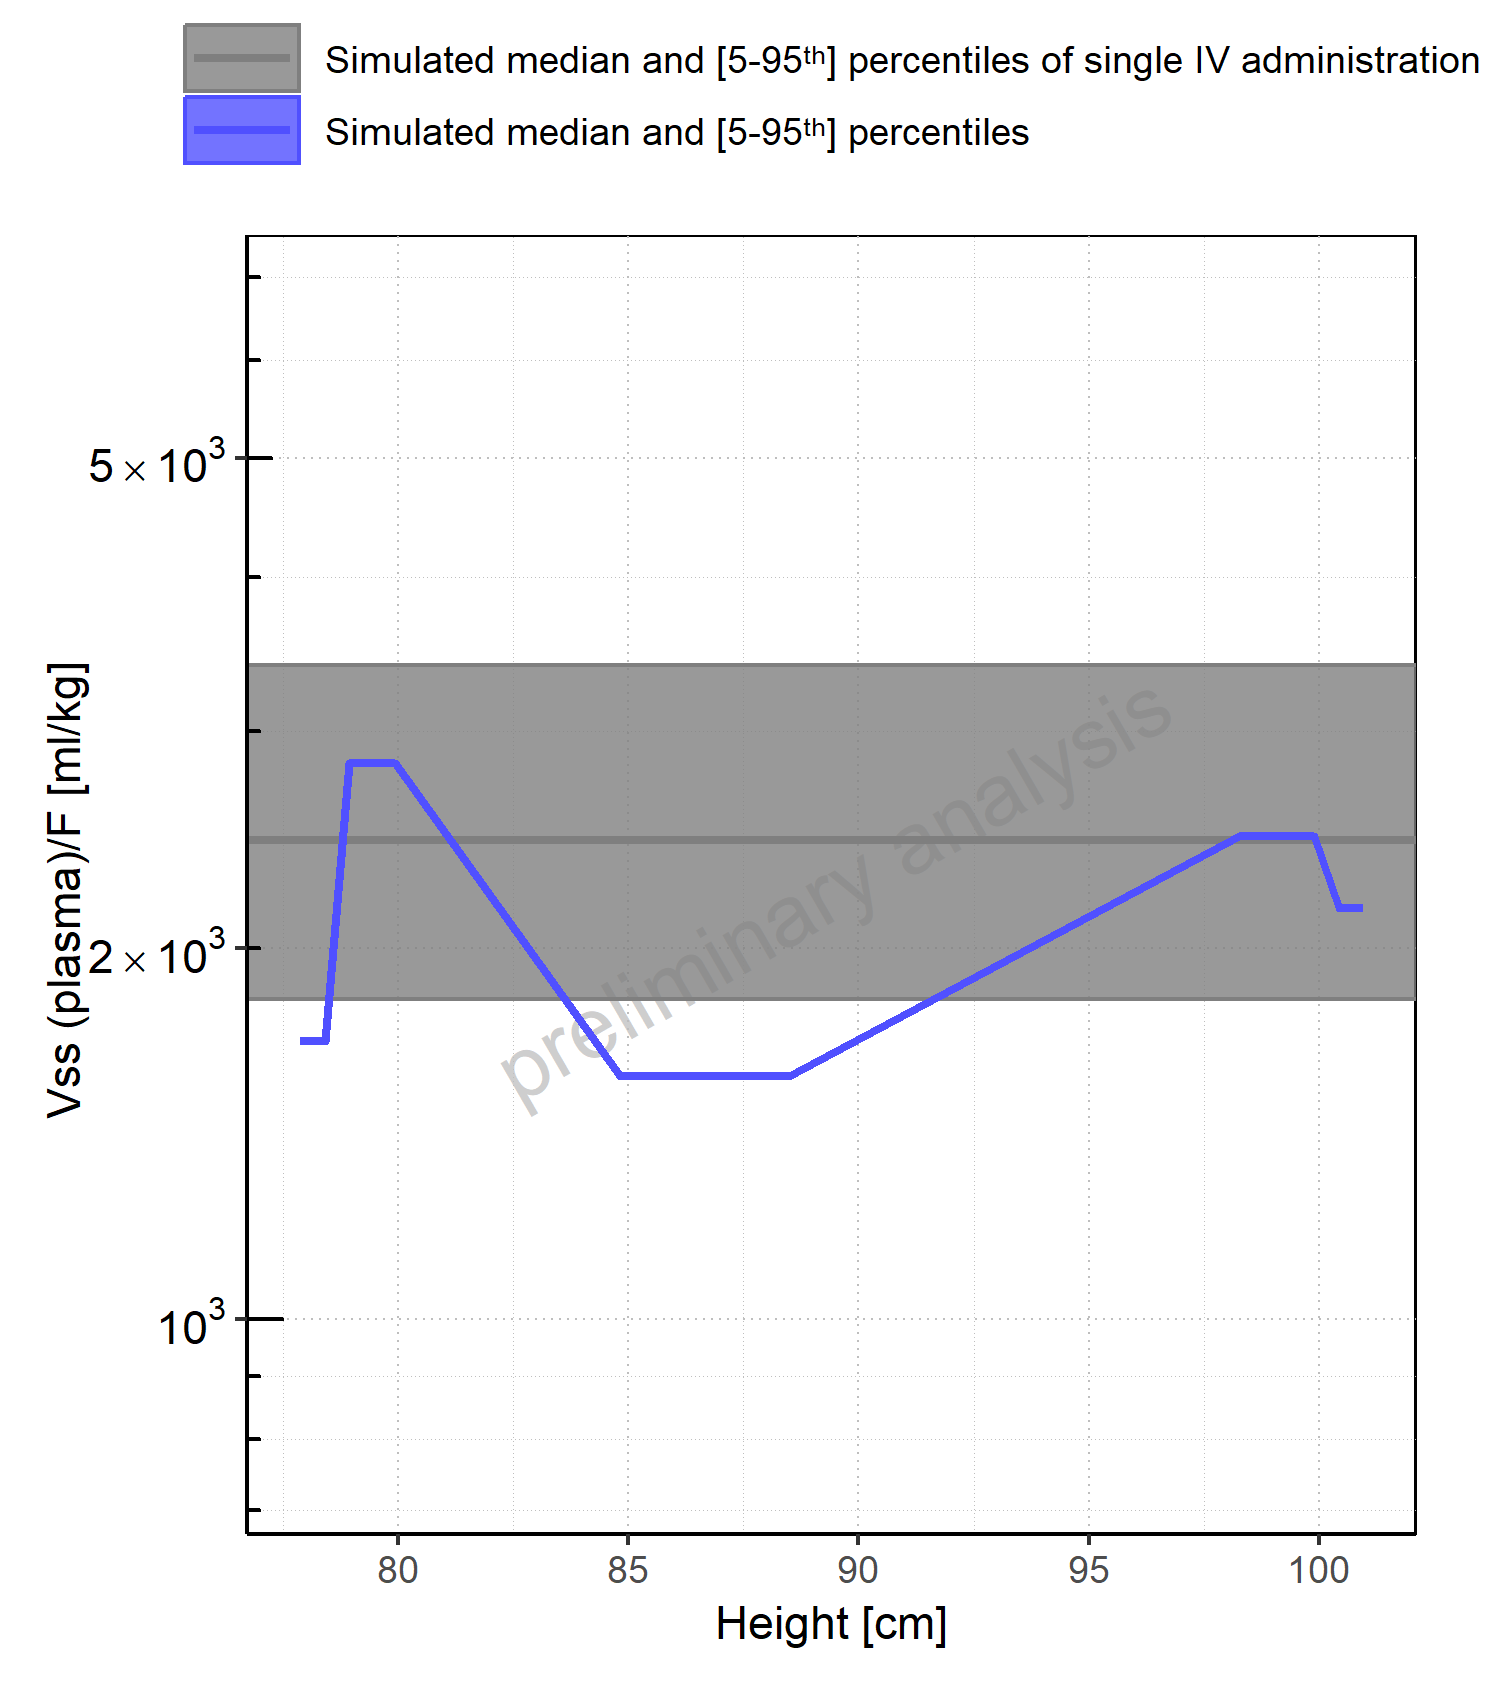 Simulated median and [5-95th] percentiles of single IV administration
Simulated median and [5-95th] percentiles
Vss (plasma)/F [ml/kg]
5 × 10³
2 × 10³
10³
preliminary analysis
80 85 90 95 100
Height [cm]